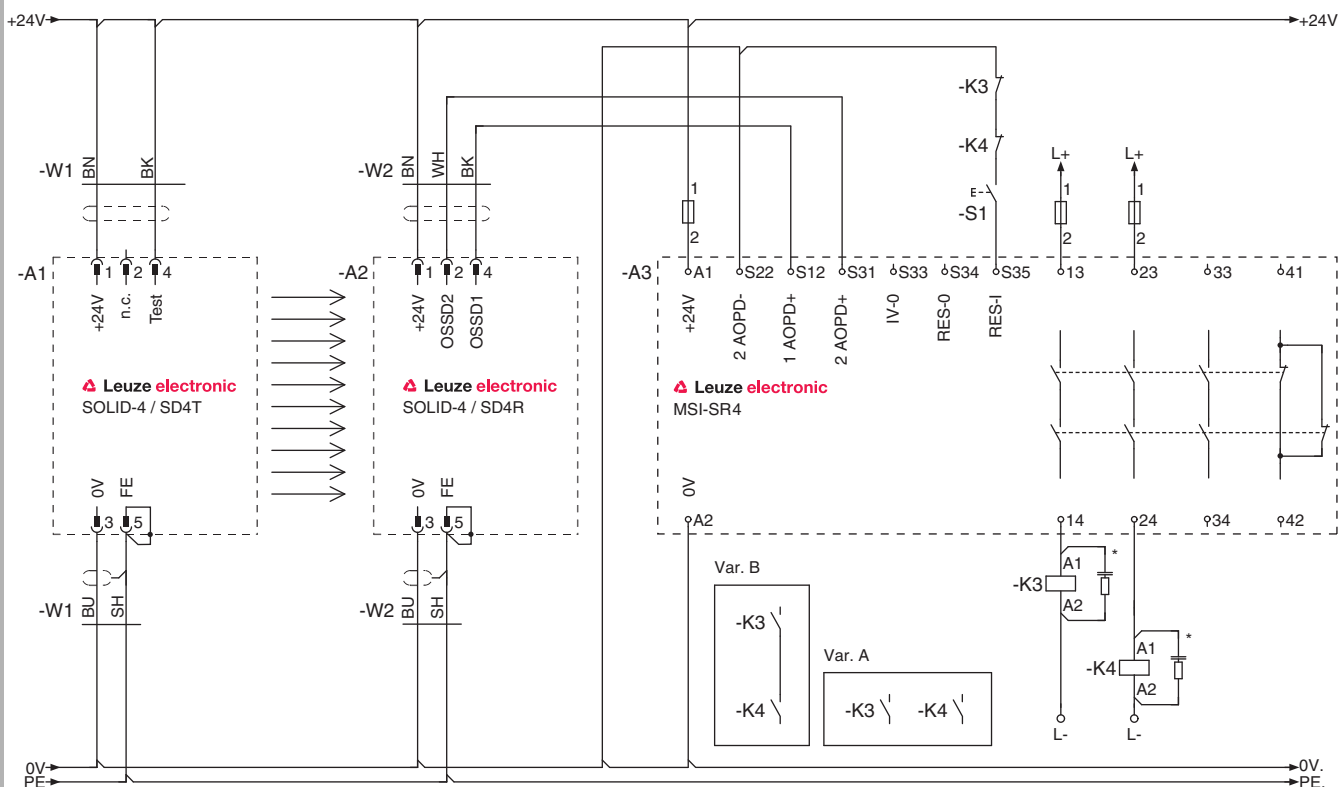 +24V
+24V
-K3
-K4
E
-S1
-W1
BN
BK
-W2
BN
WH
BK
L+
L+
1
2
1
2
1
2
-A1
1
2
4
-A2
1
2
4
-A3
A1
S22
S12
S31
S33
S34
S35
13
23
33
41
+24V
n.c.
Test
+24V
OSSD2
OSSD1
+24V
2 AOPD-
1 AOPD+
2 AOPD+
IV-0
RES-0
RES-I
Leuze electronic
SOLID-4 / SD4T
Leuze electronic
SOLID-4 / SD4R
Leuze electronic
MSI-SR4
0V
FE
0V
FE
0V
3
5
3
5
A2
14
24
34
42
-W1
BU
SH
-W2
BU
SH
Var. B
-K3
-K4
Var. A
-K3
-K4
-K3
A1
A2
*
-K4
A1
A2
*
L-
L-
0V
0V.
PE
PE.